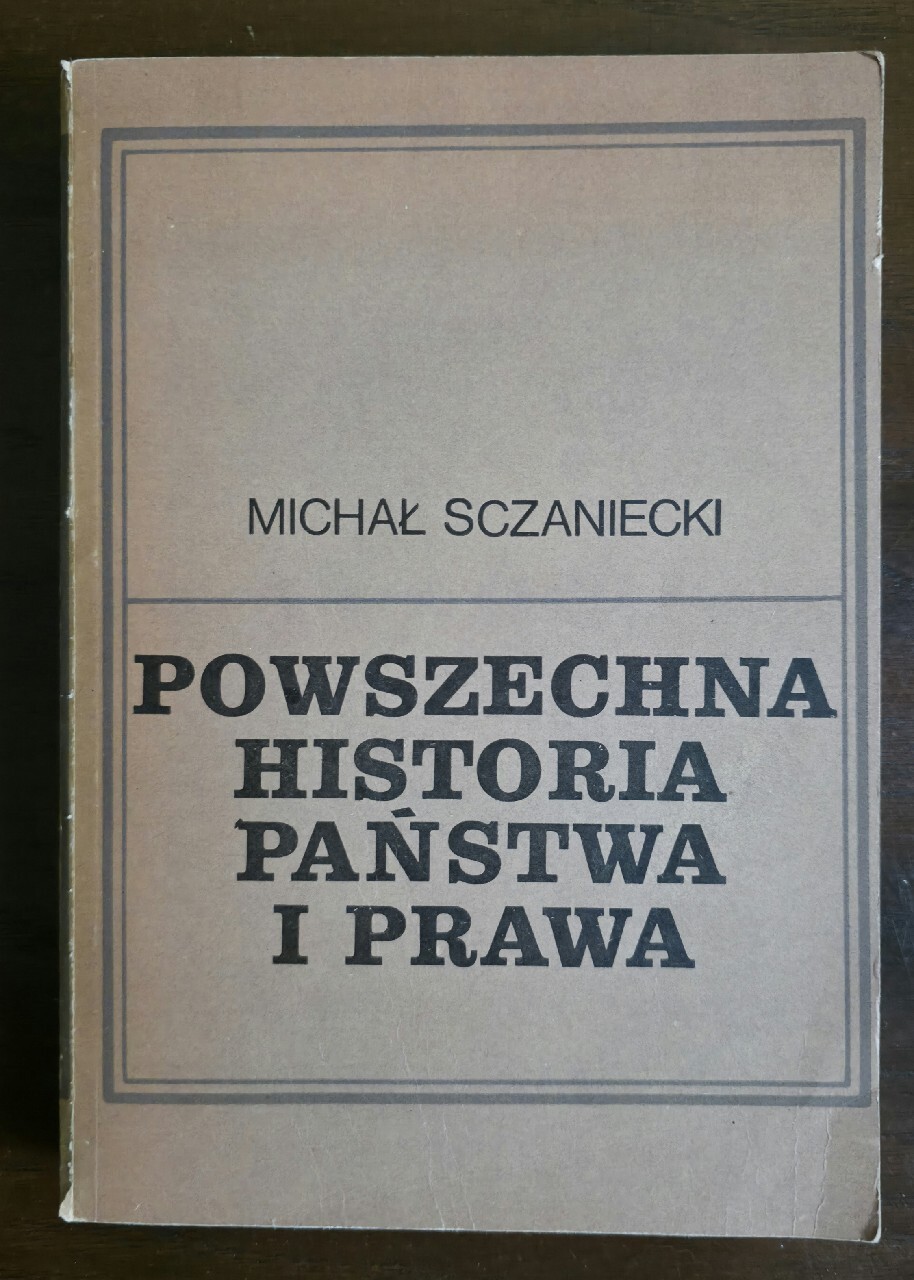 MICHAŁ SCZANIECKI
POWSZECHNA
HISTORIA
PAŃSTWA
I PRAWA